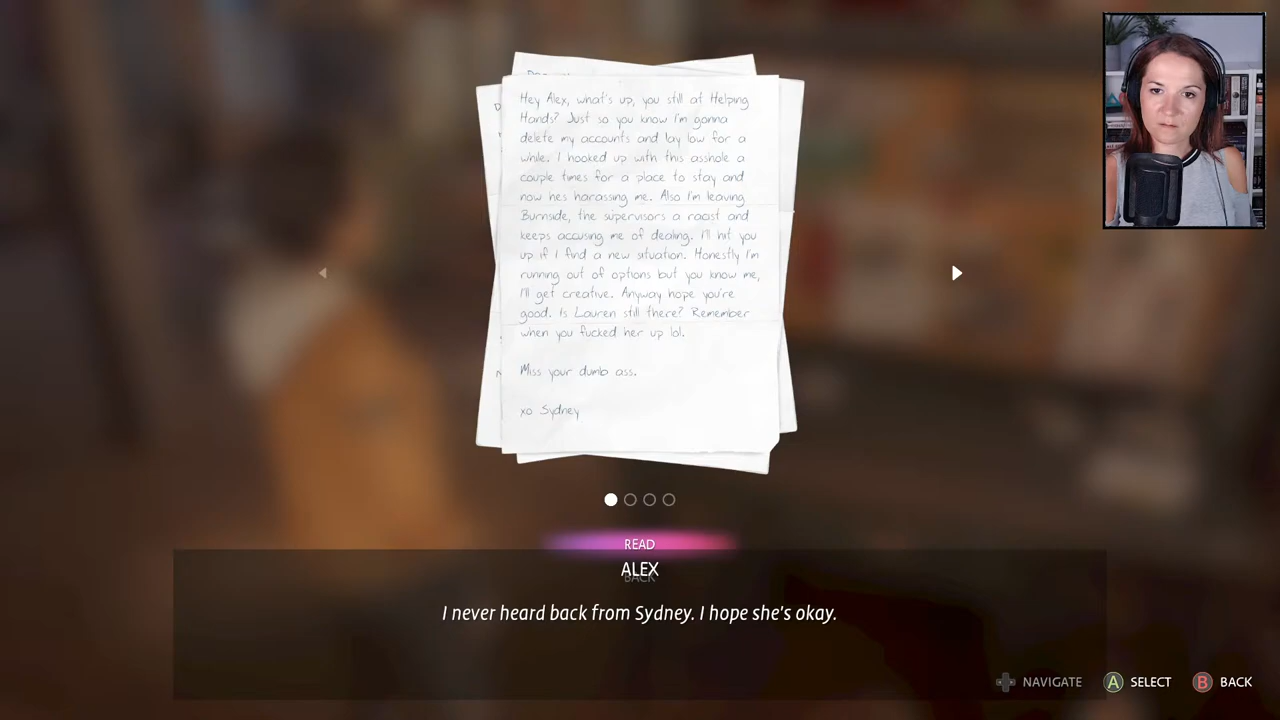 Hey Alex, what's up, you still at Helping
Hands? Just so you know I'm gonna
delete my accounts and lay low for a
while. I hooked up with this asshole a
couple times for a place to stay and
now hes harassing me. Also I'm leaving
Burnside, the supervisors a racist and
keeps accusing me of dealing. I'll hit you
up if I find a new situation. Honestly I'm
running out of options but you know me,
I'll get creative. Anyway hope you're
good. Is Lauren still there? Remember
when you fucked her up lol.
Miss your dumb ass.
xo Sydney
READ
ALEX
BACK
I never heard back from Sydney. I hope she's okay.
NAVIGATE A SELECT B BACK